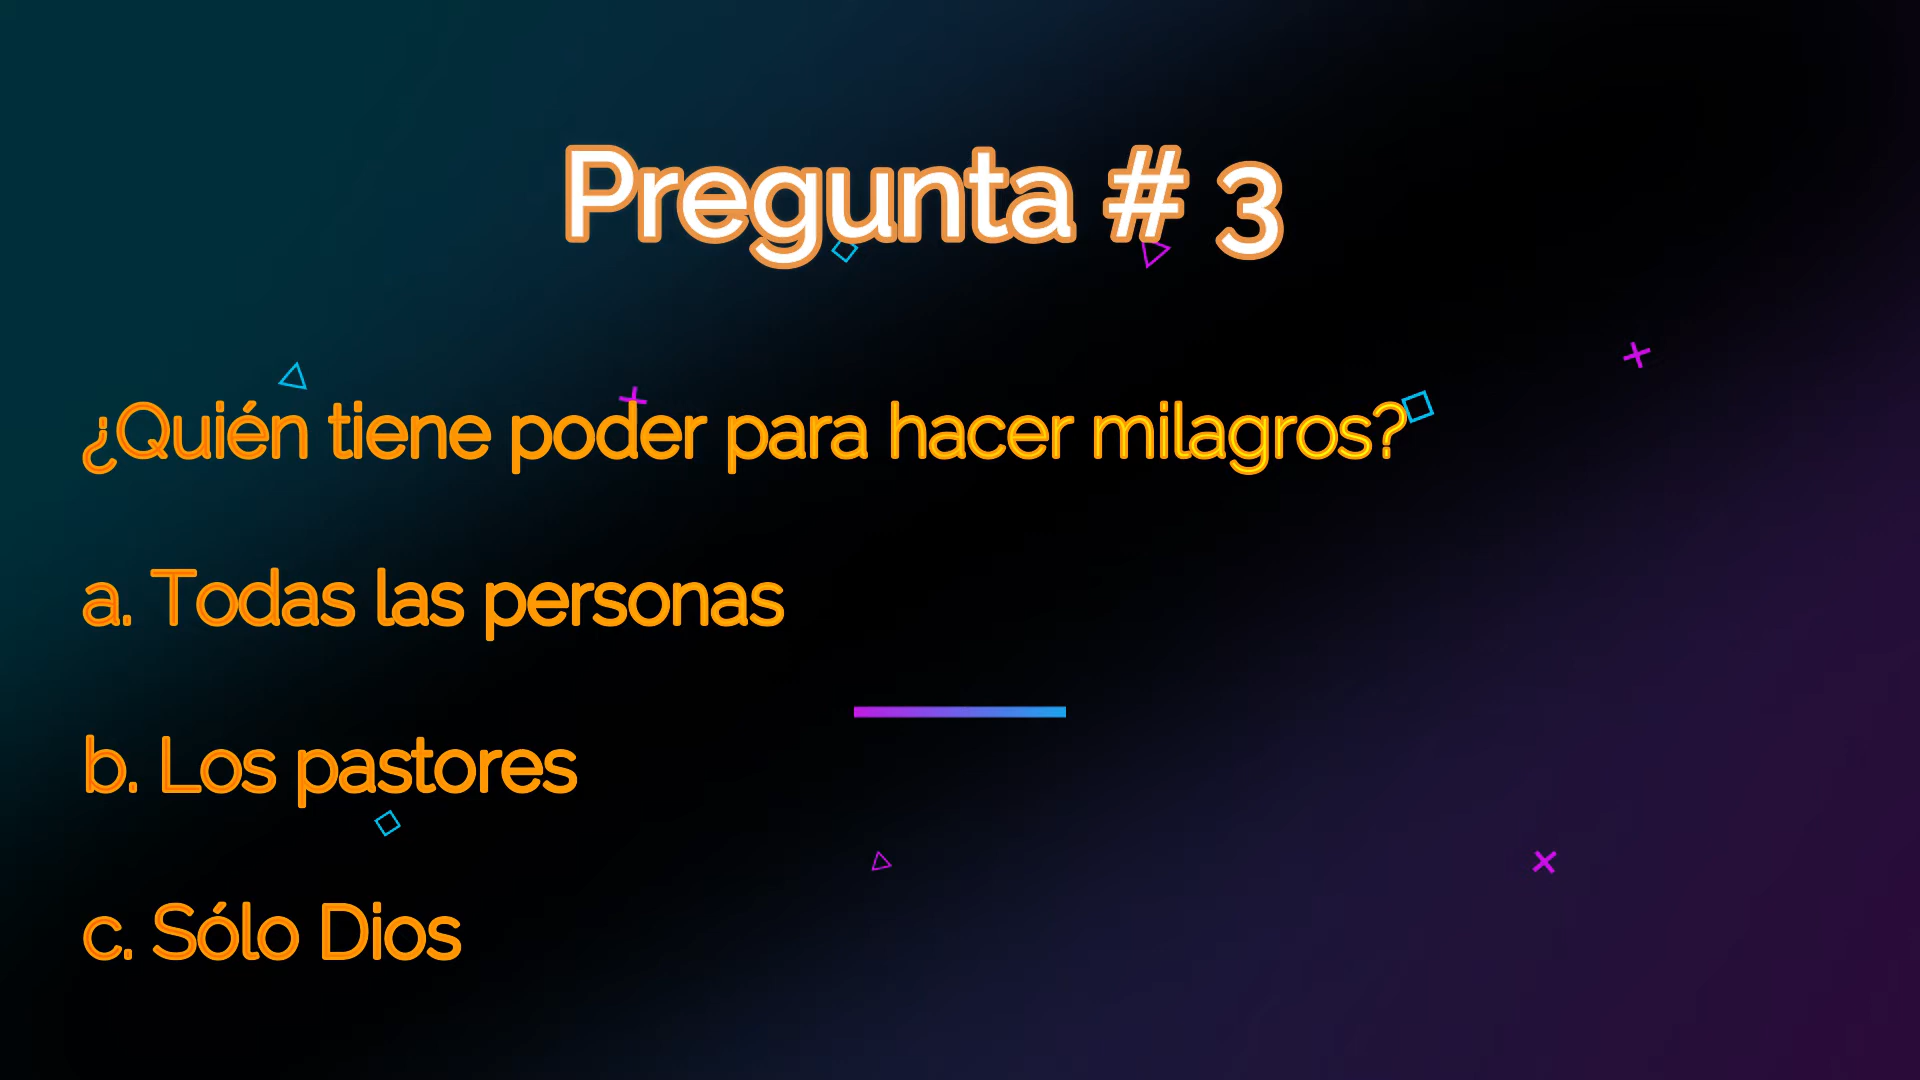 Pregunta # 3
¿Quién tiene poder para hacer milagros?
a. Todas las personas
b. Los pastores
c. Sólo Dios